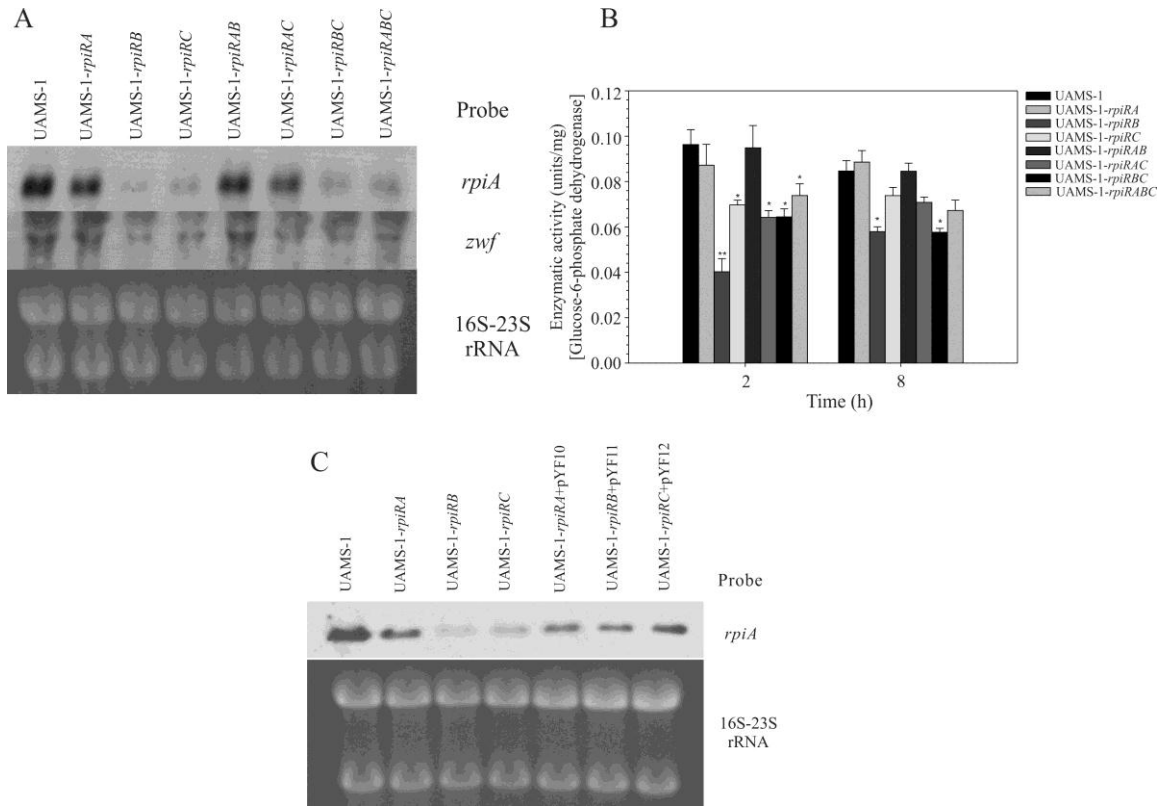 A
UAMS-1
UAMS-1-rpiRA
UAMS-1-rpiRB
UAMS-1-rpiRC
UAMS-1-rpiRAB
UAMS-1-rpiRAC
UAMS-1-rpiRBC
UAMS-1-rpiRABC
Probe
rpiA
zwf
16S-23S
rRNA
B
Enzymatic activity (units/mg)
[Glucose-6-phosphate dehydrogenase]
0.12
0.10
0.08
0.06
0.04
0.02
0.00
**
*
*
*
*
*
*
2
8
Time (h)
UAMS-1
UAMS-1-rpiRA
UAMS-1-rpiRB
UAMS-1-rpiRC
UAMS-1-rpiRAB
UAMS-1-rpiRAC
UAMS-1-rpiRBC
UAMS-1-rpiRABC
C
UAMS-1
UAMS-1-rpiRA
UAMS-1-rpiRB
UAMS-1-rpiRC
UAMS-1-rpiRA+pYF10
UAMS-1-rpiRB+pYF11
UAMS-1-rpiRC+pYF12
Probe
rpiA
16S-23S
rRNA